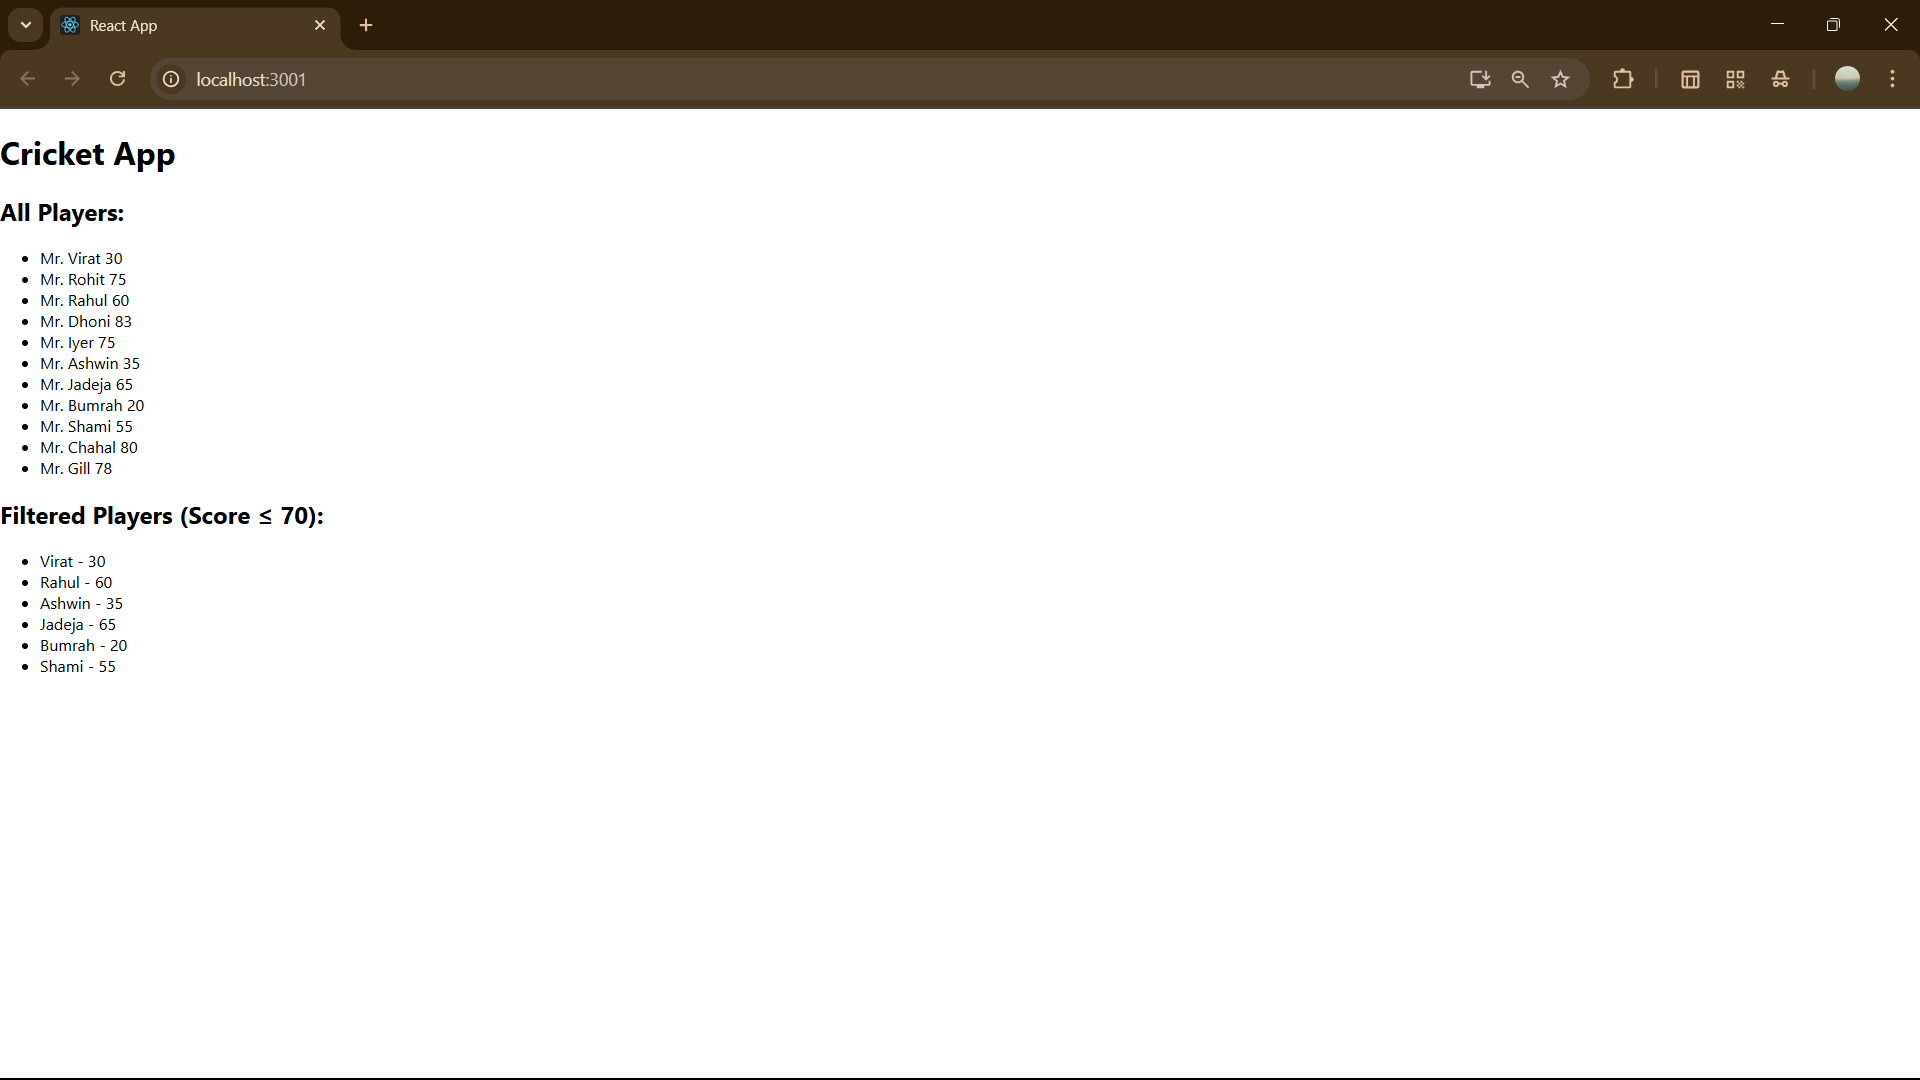 React App
localhost:3001
Cricket App
All Players:
Mr. Virat 30
Mr. Rohit 75
Mr. Rahul 60
Mr. Dhoni 83
Mr. Iyer 75
Mr. Ashwin 35
Mr. Jadeja 65
Mr. Bumrah 20
Mr. Shami 55
Mr. Chahal 80
Mr. Gill 78
Filtered Players (Score ≤ 70):
Virat - 30
Rahul - 60
Ashwin - 35
Jadeja - 65
Bumrah - 20
Shami - 55